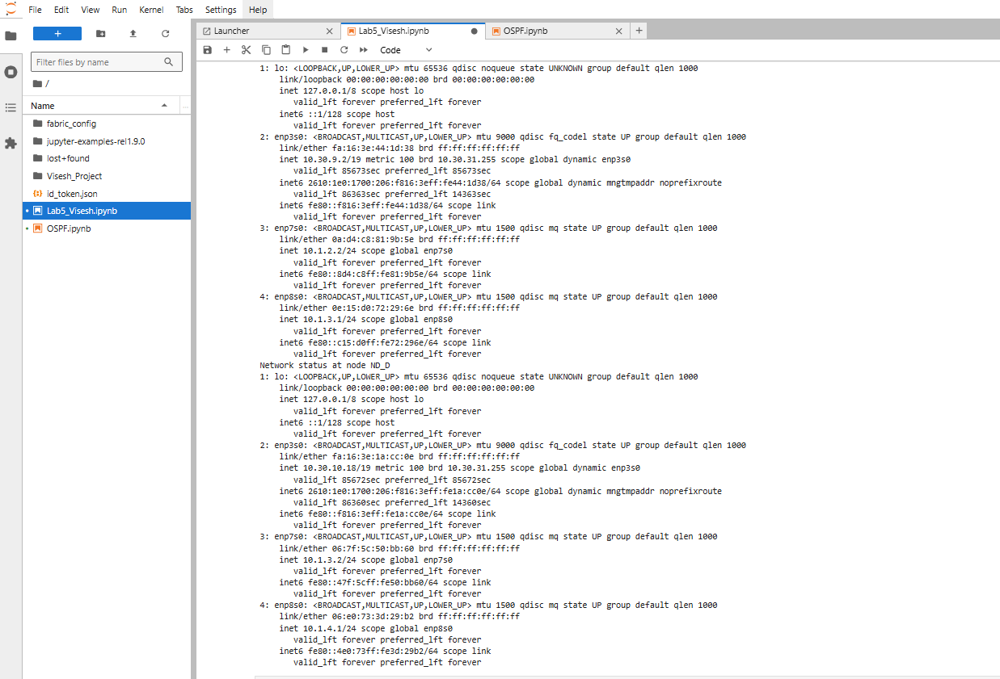 File Edit View Run Kernel Tabs Settings Help
+
Filter files by name
/
Name
...
fabric_config
jupyter-examples-rel1.9.0
lost+found
Visesh_Project
id_token.json
Lab5_Visesh.ipynb
OSPF.ipynb
Launcher Lab5_Visesh.ipynb OSPF.ipynb +
Code
1: lo: <LOOPBACK,UP,LOWER_UP> mtu 65536 qdisc noqueue state UNKNOWN group default qlen 1000
link/loopback 00:00:00:00:00:00 brd 00:00:00:00:00:00
inet 127.0.0.1/8 scope host lo
valid_lft forever preferred_lft forever
inet6 ::1/128 scope host
valid_lft forever preferred_lft forever
2: enp3s0: <BROADCAST,MULTICAST,UP,LOWER_UP> mtu 9000 qdisc fq_codel state UP group default qlen 1000
link/ether fa:16:3e:44:1d:38 brd ff:ff:ff:ff:ff:ff
inet 10.30.9.2/19 metric 100 brd 10.30.31.255 scope global dynamic enp3s0
valid_lft 85673sec preferred_lft 85673sec
inet6 2610:1e0:1700:206:f816:3eff:fe44:1d38/64 scope global dynamic mngtmpaddr noprefixroute
valid_lft 86363sec preferred_lft 14363sec
inet6 fe80::f816:3eff:fe44:1d38/64 scope link
valid_lft forever preferred_lft forever
3: enp7s0: <BROADCAST,MULTICAST,UP,LOWER_UP> mtu 1500 qdisc mq state UP group default qlen 1000
link/ether 0a:d4:c8:81:9b:5e brd ff:ff:ff:ff:ff:ff
inet 10.1.2.2/24 scope global enp7s0
valid_lft forever preferred_lft forever
inet6 fe80::8d4:c8ff:fe81:9b5e/64 scope link
valid_lft forever preferred_lft forever
4: enp8s0: <BROADCAST,MULTICAST,UP,LOWER_UP> mtu 1500 qdisc mq state UP group default qlen 1000
link/ether 0e:15:d0:72:29:6e brd ff:ff:ff:ff:ff:ff
inet 10.1.3.1/24 scope global enp8s0
valid_lft forever preferred_lft forever
inet6 fe80::c15:d0ff:fe72:296e/64 scope link
valid_lft forever preferred_lft forever
Network status at node ND_D
1: lo: <LOOPBACK,UP,LOWER_UP> mtu 65536 qdisc noqueue state UNKNOWN group default qlen 1000
link/loopback 00:00:00:00:00:00 brd 00:00:00:00:00:00
inet 127.0.0.1/8 scope host lo
valid_lft forever preferred_lft forever
inet6 ::1/128 scope host
valid_lft forever preferred_lft forever
2: enp3s0: <BROADCAST,MULTICAST,UP,LOWER_UP> mtu 9000 qdisc fq_codel state UP group default qlen 1000
link/ether fa:16:3e:1a:cc:0e brd ff:ff:ff:ff:ff:ff
inet 10.30.10.18/19 metric 100 brd 10.30.31.255 scope global dynamic enp3s0
valid_lft 85672sec preferred_lft 85672sec
inet6 2610:1e0:1700:206:f816:3eff:fe1a:cc0e/64 scope global dynamic mngtmpaddr noprefixroute
valid_lft 86360sec preferred_lft 14360sec
inet6 fe80::f816:3eff:fe1a:cc0e/64 scope link
valid_lft forever preferred_lft forever
3: enp7s0: <BROADCAST,MULTICAST,UP,LOWER_UP> mtu 1500 qdisc mq state UP group default qlen 1000
link/ether 06:7f:5c:50:bb:60 brd ff:ff:ff:ff:ff:ff
inet 10.1.3.2/24 scope global enp7s0
valid_lft forever preferred_lft forever
inet6 fe80::47f:5cff:fe50:bb60/64 scope link
valid_lft forever preferred_lft forever
4: enp8s0: <BROADCAST,MULTICAST,UP,LOWER_UP> mtu 1500 qdisc mq state UP group default qlen 1000
link/ether 06:e0:73:3d:29:b2 brd ff:ff:ff:ff:ff:ff
inet 10.1.4.1/24 scope global enp8s0
valid_lft forever preferred_lft forever
inet6 fe80::4e0:73ff:fe3d:29b2/64 scope link
valid_lft forever preferred_lft forever